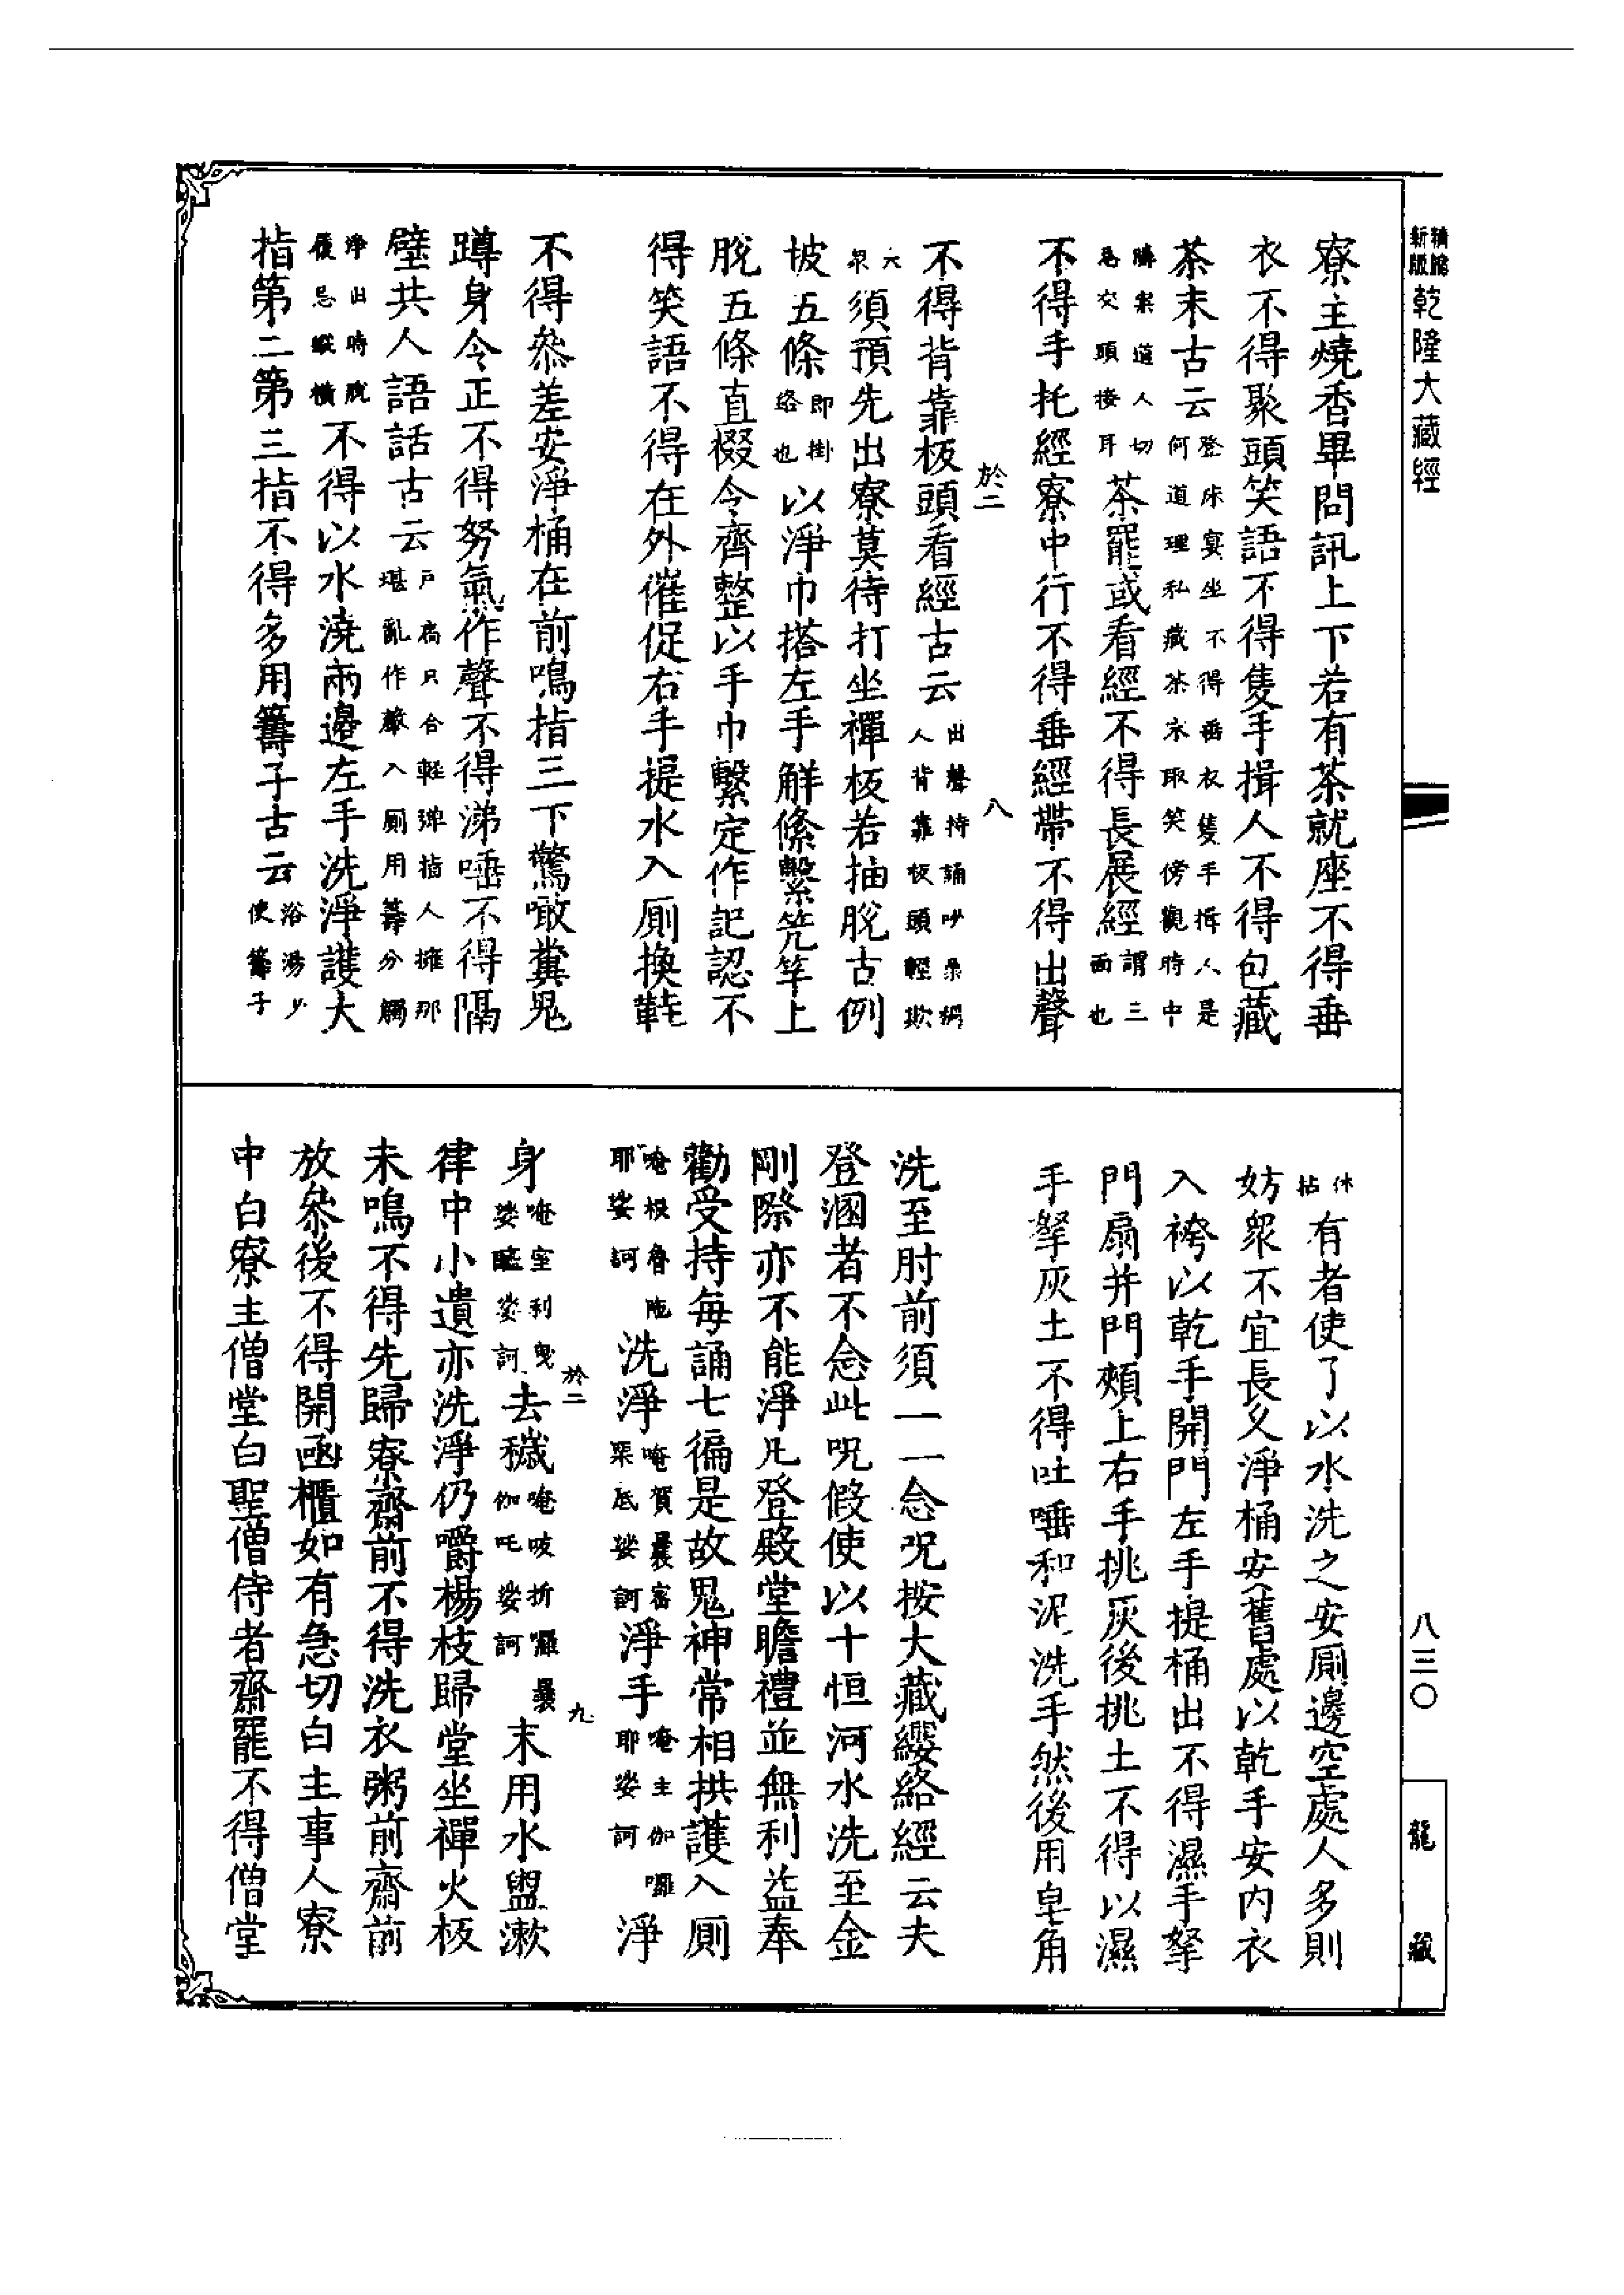 精縮新版乾隆大藏經
寮主燒香畢問訊上下若有茶就座不得垂
衣不得聚頭笑語不得隻手揖人不得包藏
茶末古云登床宴坐不得垂衣隻手揖人是何道理私藏茶末取笑傍觀時中
隣案道人切忌交頭接耳茶罷或看經不得長展經謂三面也
不得手托經寮中行不得垂經帶不得出聲
於二 八
不得背靠板頭看經古云出聲持誦吵鬧稠人背靠板頭輕欺
大眾須預先出寮莫待打坐禪板若抽脫古例
披五條即掛絡也以淨巾搭左手解絛繫笐竿上
脫五條直裰令齊整以手巾繫定作記認不
得笑語不得在外催促右手提水入厠換鞋
不得叅差安淨桶在前鳴指三下驚噉糞鬼
蹲身令正不得努氣作聲不得涕唾不得隔
壁共人語話古云戶扃只合輕彈指人擁那堪亂作聲入厠用籌分觸
淨出時脫履忌縱橫不得以水澆兩邊左手洗淨護大
指第二第三指不得多用籌子古云浴湯少使籌子
休拈有者使了以水洗之安厠邊空處人多則
妨眾不宜長久淨桶安舊處以乾手安內衣
入袴以乾手開門左手提桶出不得濕手拏
門扇并門頰上右手挑灰後挑土不得以濕
手拏灰土不得吐唾和泥洗手然後用皂角
洗至肘前須一一念呪按大藏纓絡經云夫
登溷者不念此呪假使以十恒河水洗至金
剛際亦不能淨凡登殿堂瞻禮並無利益奉
勸受持每誦七徧是故鬼神常相拱護入厠
唵根魯陁耶娑訶洗淨唵賀曩密栗底娑訶淨手唵主伽囉耶娑訶淨
身唵室利曳娑醯娑訶去穢唵㖿折囉曩伽吒娑訶末用水盥漱
於二 九
律中小遺亦洗淨仍嚼楊枝歸堂坐禪火板
未鳴不得先歸寮齋前不得洗衣粥前齋前
放叅後不得開函櫃如有急切白主事人寮
中白寮主僧堂白聖僧侍者齋罷不得僧堂
八三〇
龍藏